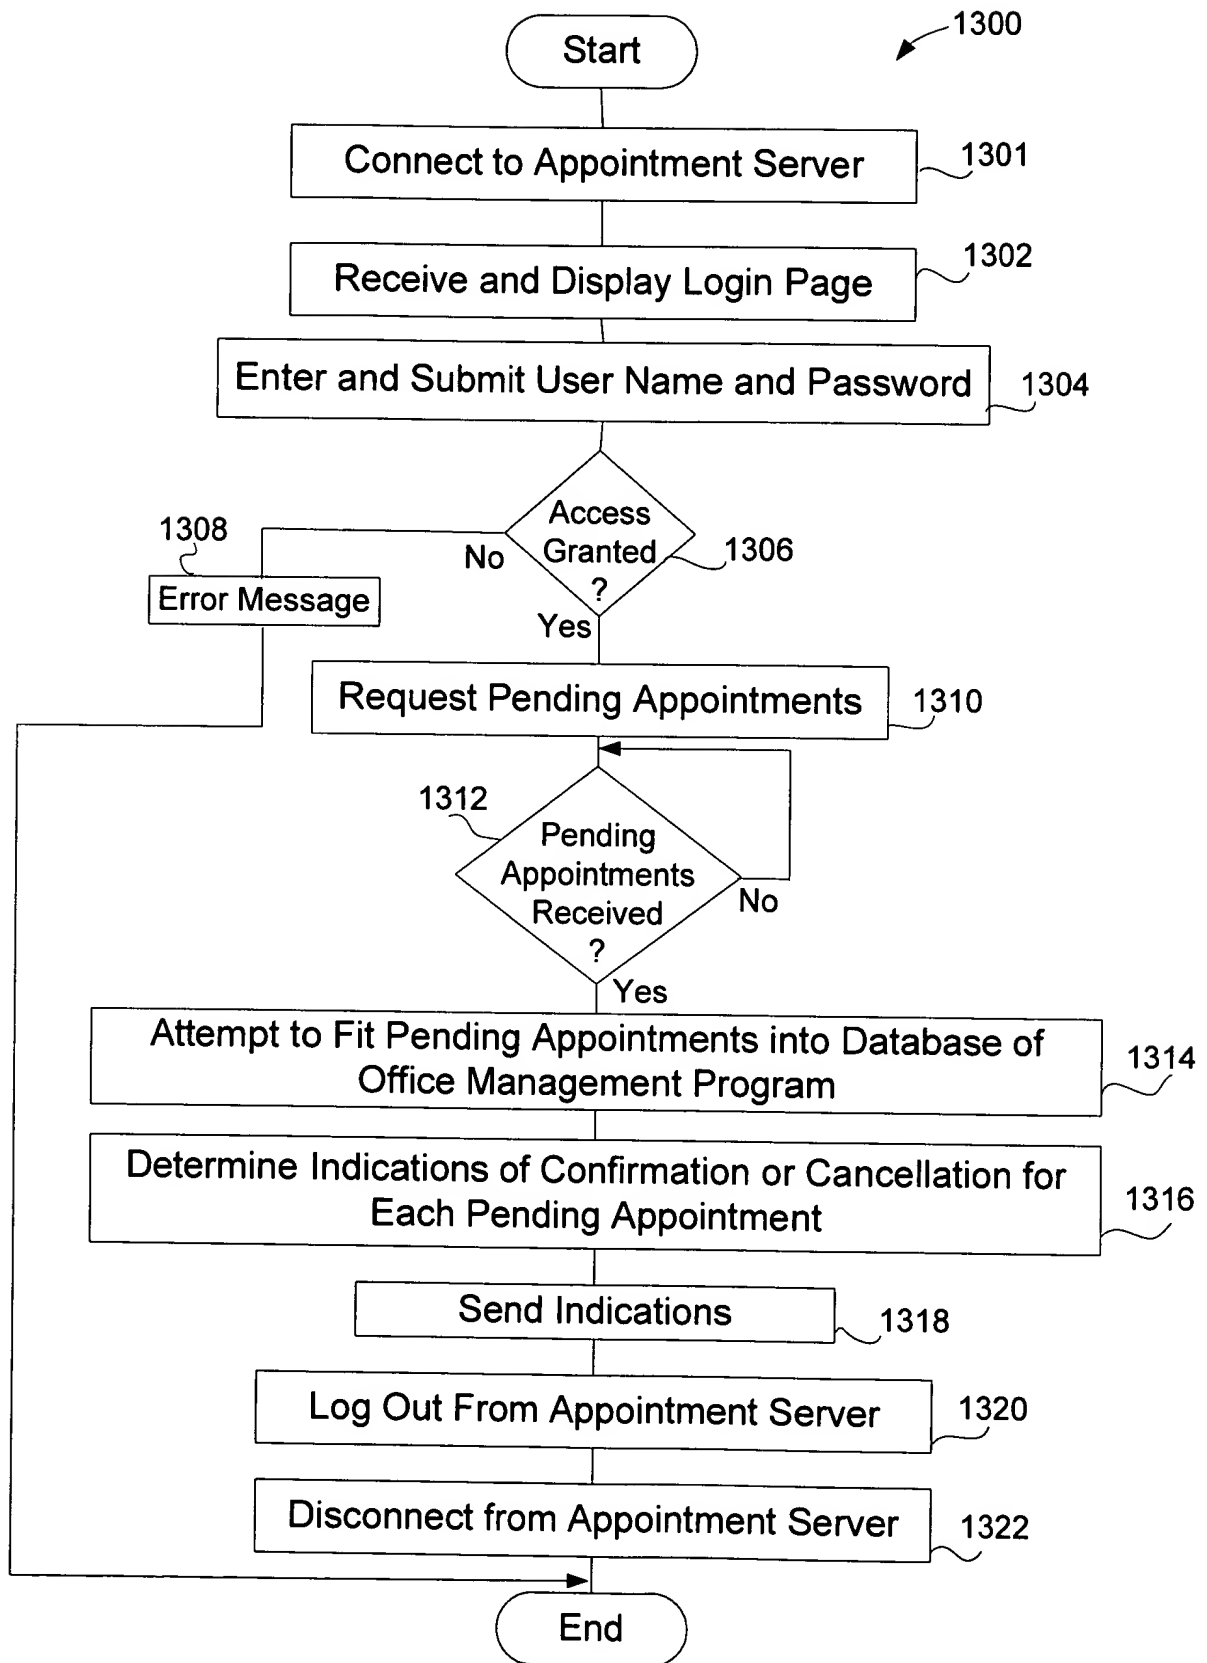 Start
1300
Connect to Appointment Server
1301
Receive and Display Login Page
1302
Enter and Submit User Name and Password
1304
Access
Granted
?
1306
No
1308
Error Message
Yes
Request Pending Appointments
1310
1312
Pending
Appointments
Received
?
No
Yes
Attempt to Fit Pending Appointments into Database of
Office Management Program
1314
Determine Indications of Confirmation or Cancellation for
Each Pending Appointment
1316
Send Indications
1318
Log Out From Appointment Server
1320
Disconnect from Appointment Server
1322
End